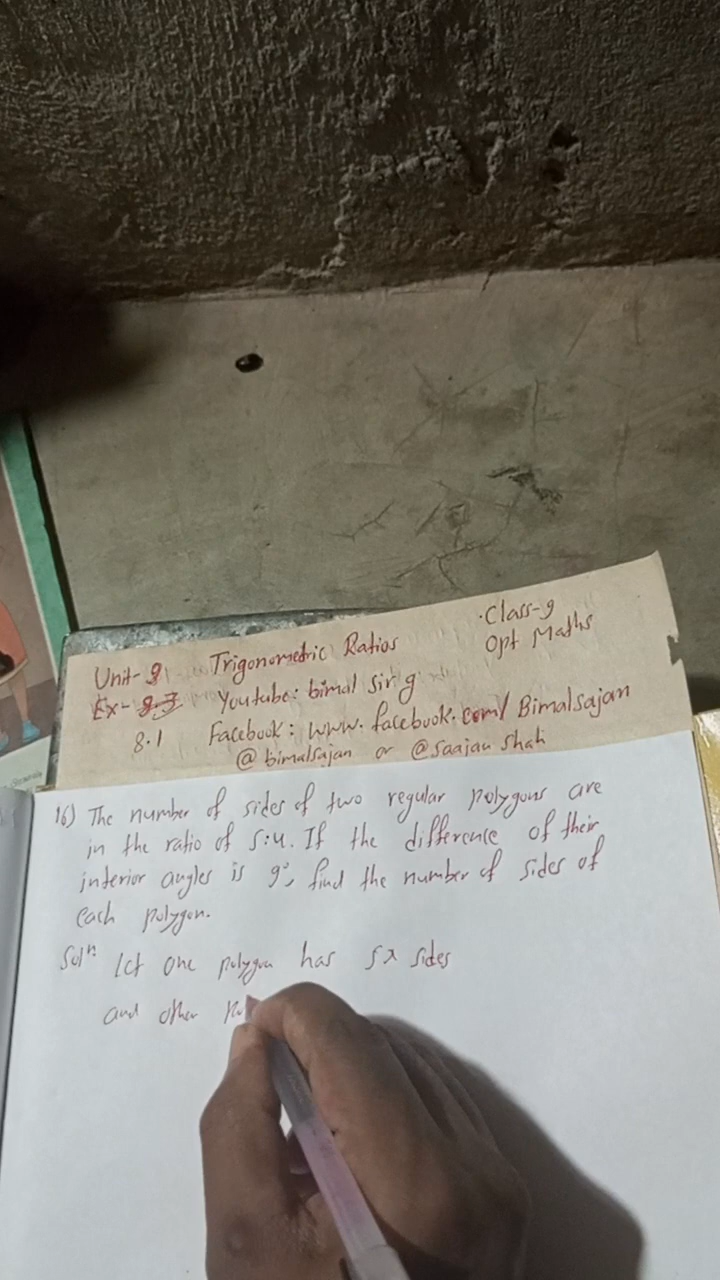 Unit-9 Trigonometric Ratios
·Class-9
Opt Maths
Ex- 8.7 Youtube: bimal sir g
8.1 Facebook: www.facebook.com/Bimalsajan
@bimalsajan or @saajan shah
16) The number of sides of two regular polygons are
in the ratio of 5:4. If the difference of their
interior angles is 9°, find the number of sides of
each polygon.
Solⁿ let one polygon has 5x sides
and other